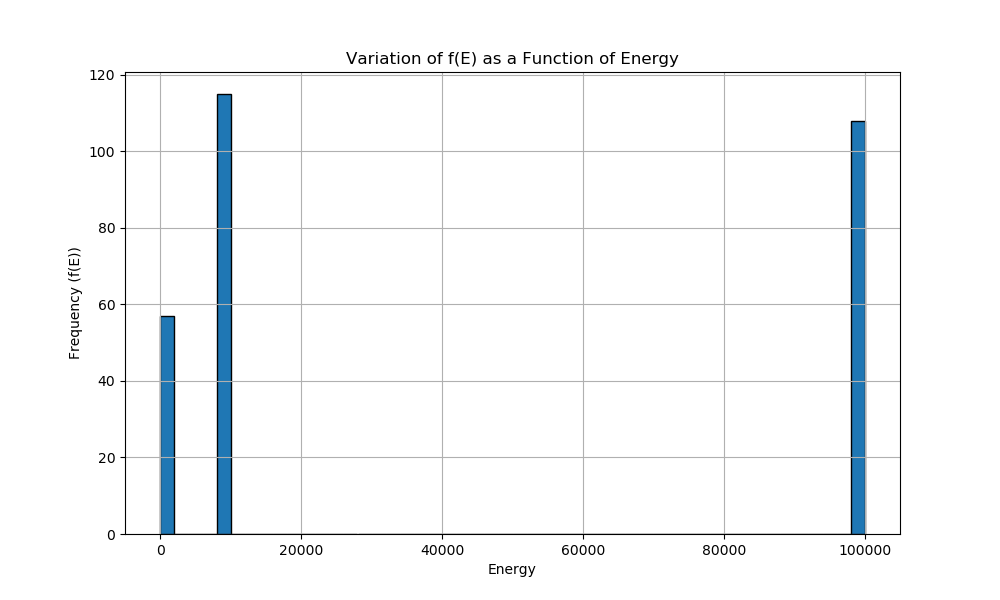 Variation of f(E) as a Function of Energy
120
100
80
60
40
20
0
Frequency (f(E))
0 20000 40000 60000 80000 100000
Energy